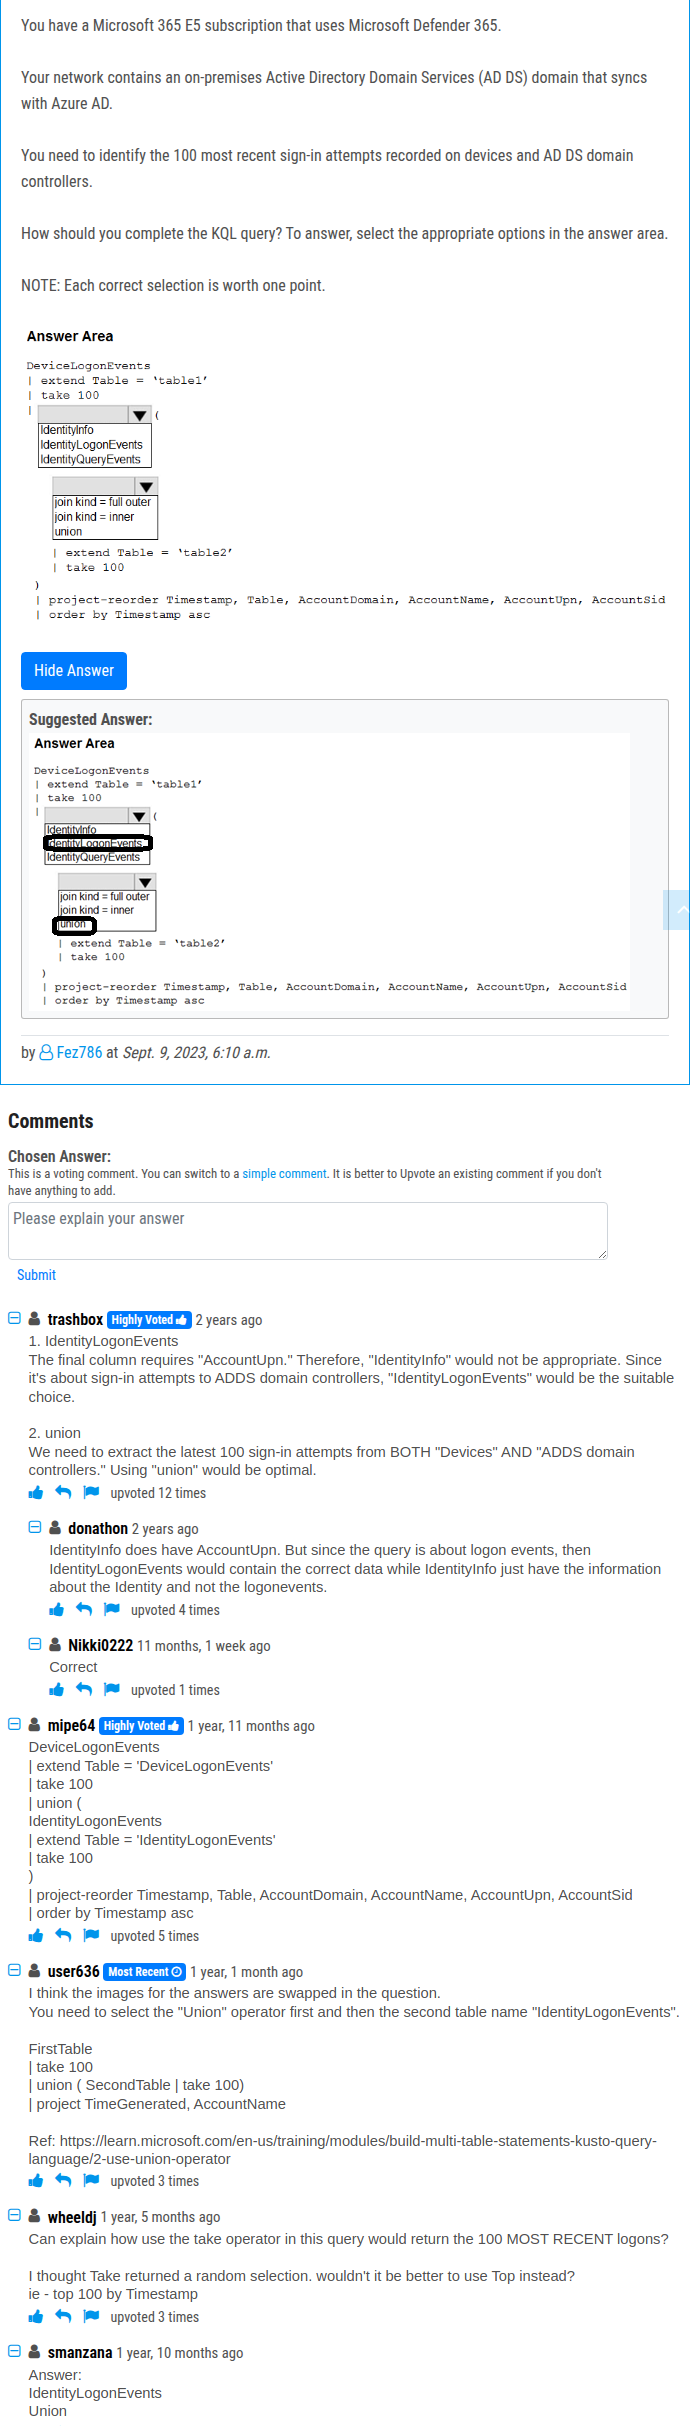 You have a Microsoft 365 E5 subscription that uses Microsoft Defender 365.
Your network contains an on-premises Active Directory Domain Services (AD DS) domain that syncs
with Azure AD.
You need to identify the 100 most recent sign-in attempts recorded on devices and AD DS domain
controllers.
How should you complete the KQL query? To answer, select the appropriate options in the answer area.
NOTE: Each correct selection is worth one point.
Answer Area
DeviceLogonEvents
| extend Table = ‘table1’
| take 100
| (
IdentityInfo
IdentityLogonEvents
IdentityQueryEvents
join kind = full outer
join kind = inner
union
| extend Table = ‘table2’
| take 100
)
| project-reorder Timestamp, Table, AccountDomain, AccountName, AccountUpn, AccountSid
| order by Timestamp asc
Hide Answer
Suggested Answer:
Answer Area
DeviceLogonEvents
| extend Table = ‘table1’
| take 100
| (
IdentityInfo
IdentityLogonEvents
IdentityQueryEvents
join kind = full outer
join kind = inner
union
| extend Table = ‘table2’
| take 100
)
| project-reorder Timestamp, Table, AccountDomain, AccountName, AccountUpn, AccountSid
| order by Timestamp asc
by Fez786 at Sept. 9, 2023, 6:10 a.m.
Comments
Chosen Answer:
This is a voting comment. You can switch to a simple comment. It is better to Upvote an existing comment if you don't
have anything to add.
Please explain your answer
Submit
trashbox Highly Voted 2 years ago
1. IdentityLogonEvents
The final column requires "AccountUpn." Therefore, "IdentityInfo" would not be appropriate. Since
it's about sign-in attempts to ADDS domain controllers, "IdentityLogonEvents" would be the suitable
choice.
2. union
We need to extract the latest 100 sign-in attempts from BOTH "Devices" AND "ADDS domain
controllers." Using "union" would be optimal.
upvoted 12 times
donathon 2 years ago
IdentityInfo does have AccountUpn. But since the query is about logon events, then
IdentityLogonEvents would contain the correct data while IdentityInfo just have the information
about the Identity and not the logonevents.
upvoted 4 times
Nikki0222 11 months, 1 week ago
Correct
upvoted 1 times
mipe64 Highly Voted 1 year, 11 months ago
DeviceLogonEvents
| extend Table = 'DeviceLogonEvents'
| take 100
| union (
IdentityLogonEvents
| extend Table = 'IdentityLogonEvents'
| take 100
)
| project-reorder Timestamp, Table, AccountDomain, AccountName, AccountUpn, AccountSid
| order by Timestamp asc
upvoted 5 times
user636 Most Recent 1 year, 1 month ago
I think the images for the answers are swapped in the question.
You need to select the "Union" operator first and then the second table name "IdentityLogonEvents".
FirstTable
| take 100
| union ( SecondTable | take 100)
| project TimeGenerated, AccountName
Ref: https://learn.microsoft.com/en-us/training/modules/build-multi-table-statements-kusto-query-
language/2-use-union-operator
upvoted 3 times
wheeldj 1 year, 5 months ago
Can explain how use the take operator in this query would return the 100 MOST RECENT logons?
I thought Take returned a random selection. wouldn't it be better to use Top instead?
ie - top 100 by Timestamp
upvoted 3 times
smanzana 1 year, 10 months ago
Answer:
IdentityLogonEvents
Union